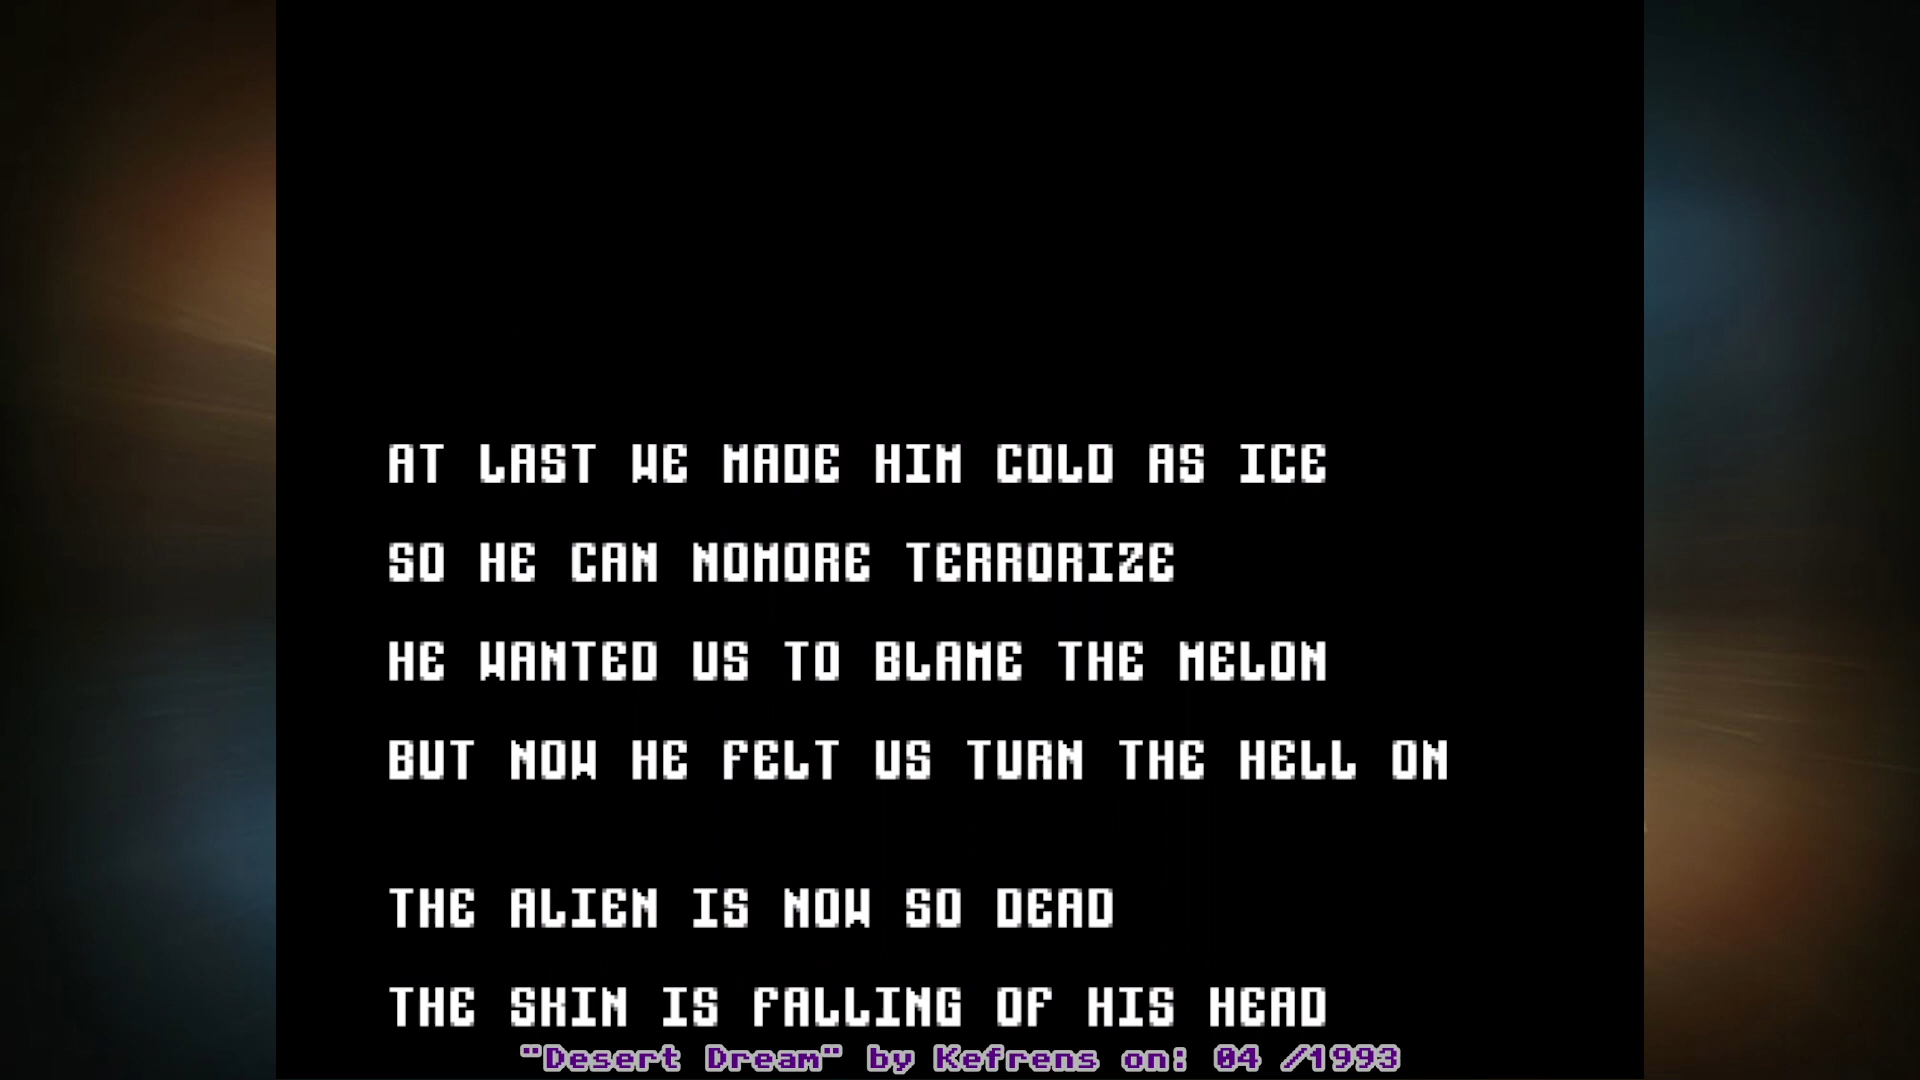 AT LAST WE MADE HIM COLD AS ICE
SO HE CAN NOMORE TERRORIZE
HE WANTED US TO BLAME THE MELON
BUT NOW HE FELT US TURN THE HELL ON
THE ALIEN IS NOW SO DEAD
THE SKIN IS FALLING OF HIS HEAD
"Desert Dream" by Kefrens on: 04 /1993